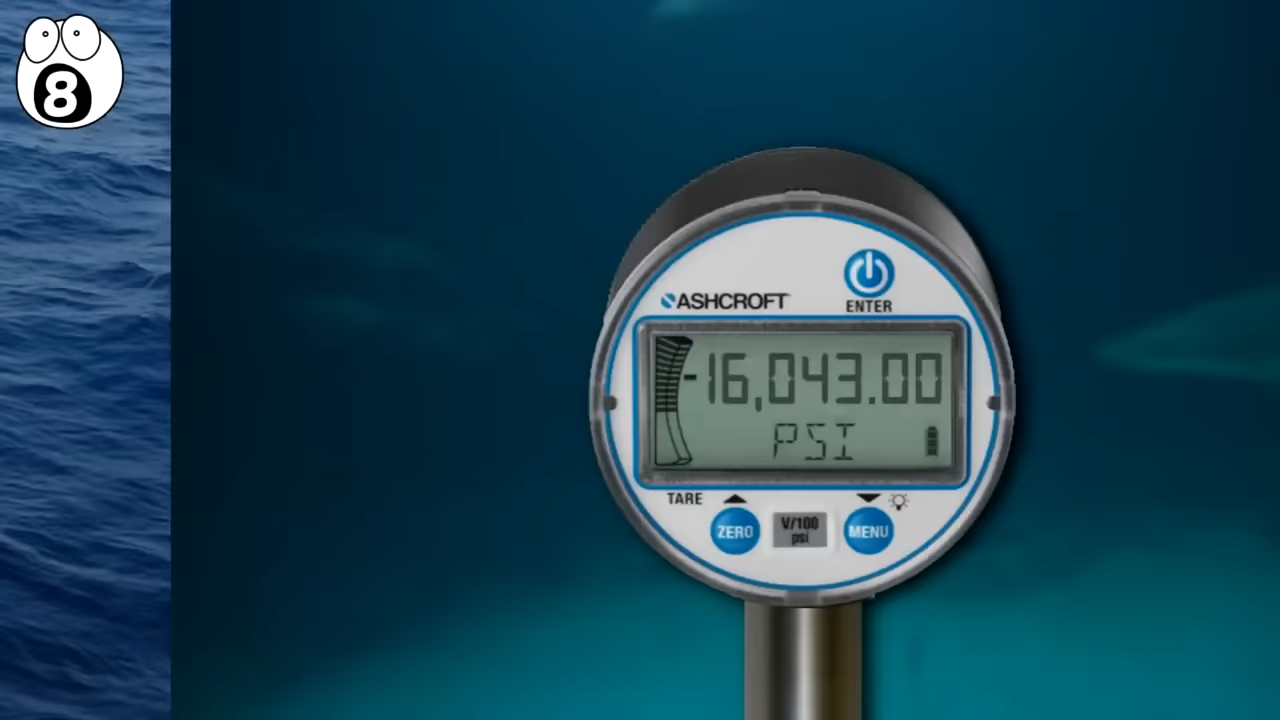 8
ASHCROFT
ENTER
-16,043.00
PSI
TARE
ZERO
V/100
psi
MENU